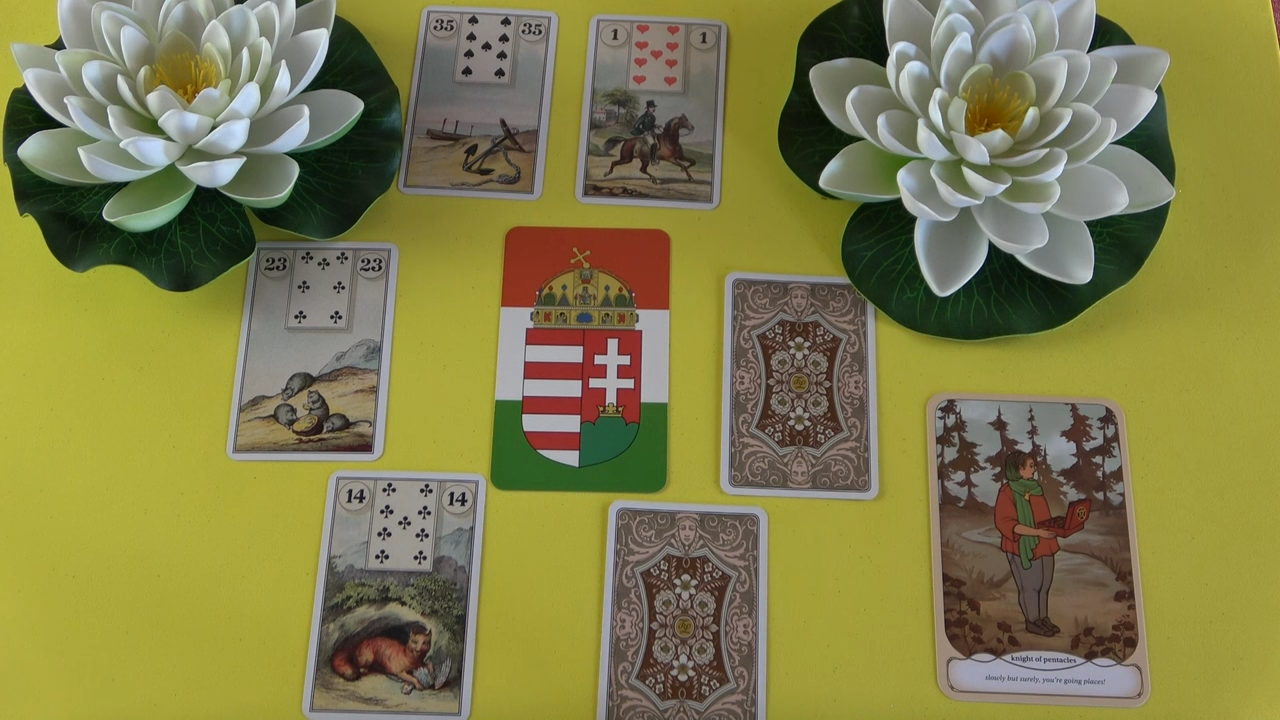 35 35
1 1
23 23
14 14
knight of pentacles
slowly but surely, you're going places!